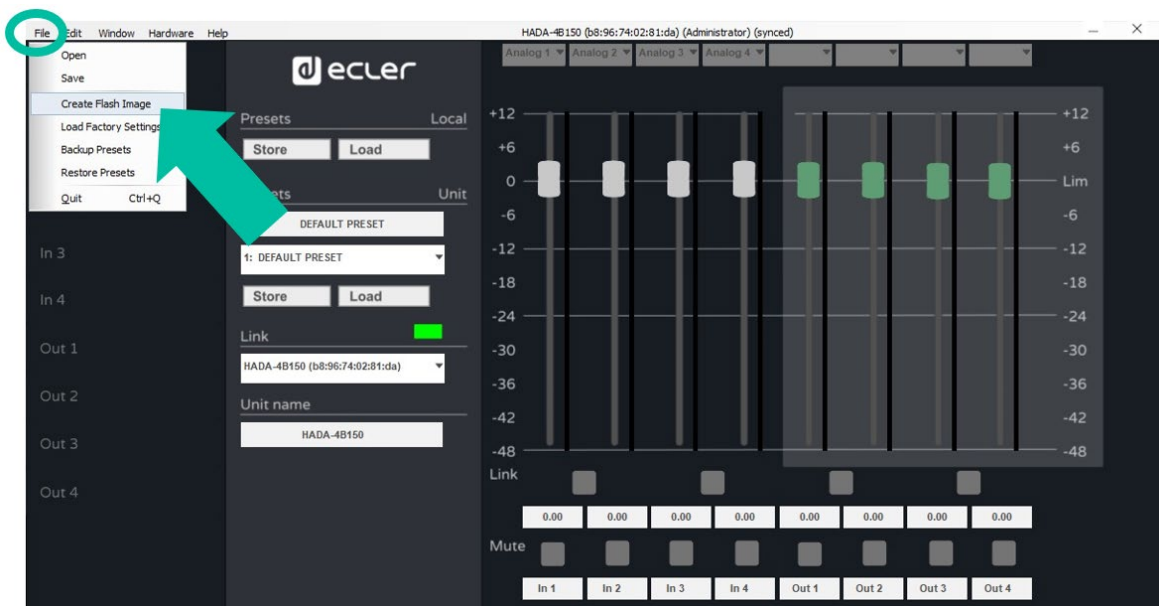 File Edit Window Hardware Help
HADA-4B150 (b8:96:74:02:81:da) (Administrator) (synced)
Open
Save
Create Flash Image
Load Factory Settings
Backup Presets
Restore Presets
Quit Ctrl+Q
In 3
In 4
Out 1
Out 2
Out 3
Out 4
ecler
Presets Local
Store Load
Unit
DEFAULT PRESET
1: DEFAULT PRESET
Store Load
Link
HADA-4B150 (b8:96:74:02:81:da)
Unit name
HADA-4B150
Analog 1 Analog 2 Analog 3 Analog 4
+12 +12
+6 +6
0 Lim
-6 -6
-12 -12
-18 -18
-24 -24
-30 -30
-36 -36
-42 -42
-48 -48
Link
0.00 0.00 0.00 0.00 0.00 0.00 0.00 0.00
Mute
In 1 In 2 In 3 In 4 Out 1 Out 2 Out 3 Out 4